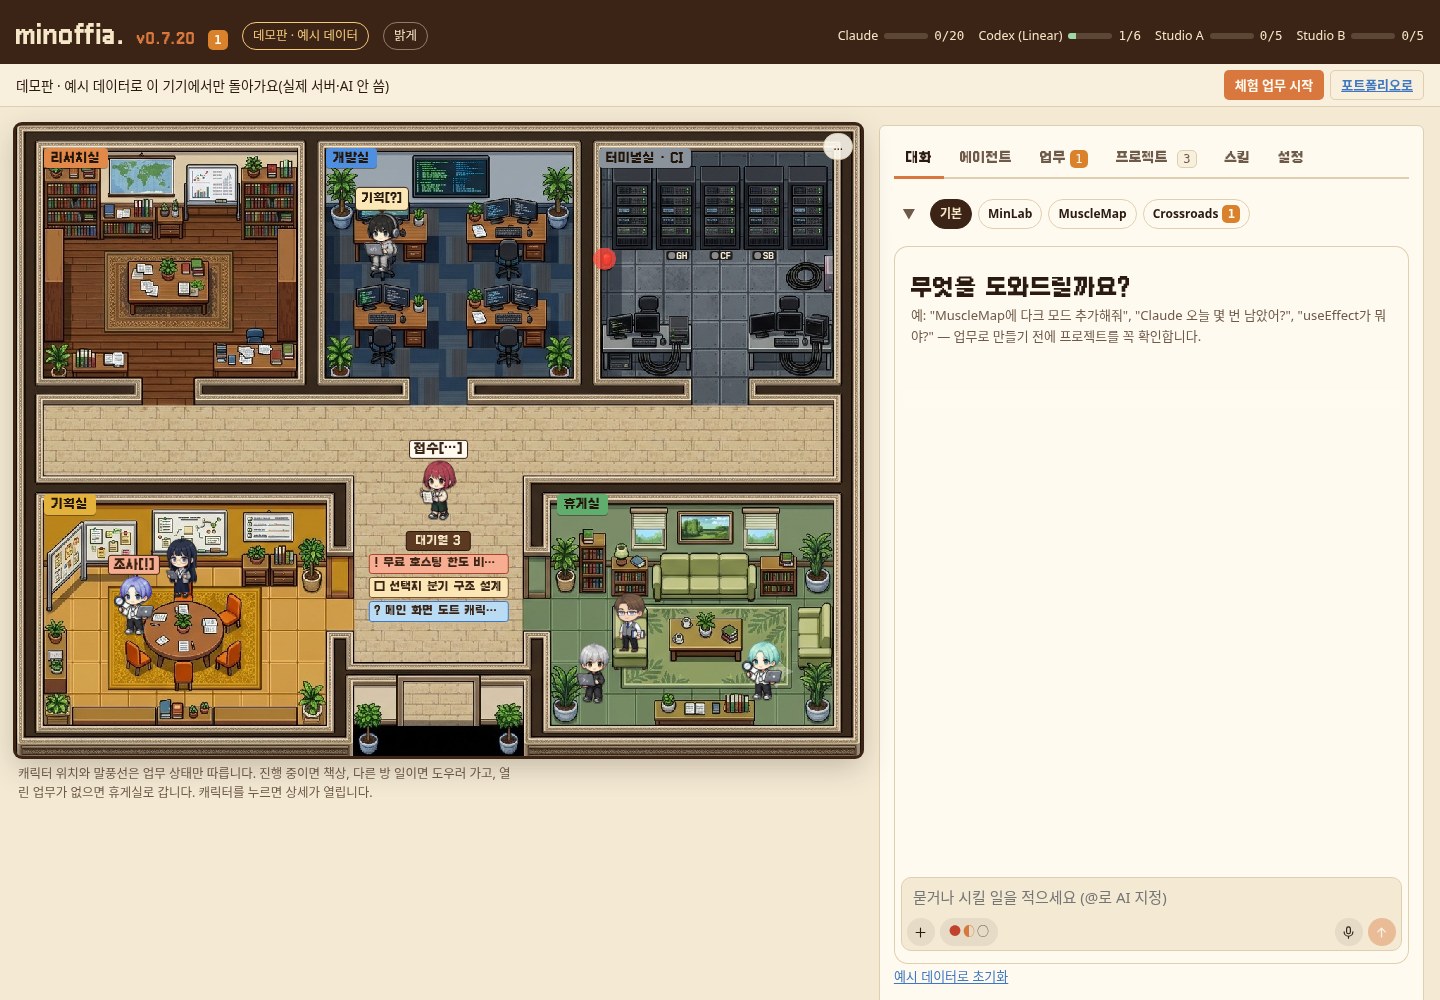 minoffia. v0.7.20 1 데모판 · 예시 데이터 밝게
Claude 0/20 Codex (Linear) 1/6 Studio A 0/5 Studio B 0/5
데모판 · 예시 데이터로 이 기기에서만 돌아가요(실제 서버·AI 안 씀)
체험 업무 시작 포트폴리오로
리서치실
개발실
터미널실 · CI
...
기획[?]
GH CF SB
접수[···]
대기열 3
! 무료 호스팅 한도 비···
□ 선택지 분기 구조 설계
? 메인 화면 도트 캐릭···
기획실
조사[!]
휴게실
캐릭터 위치와 말풍선은 업무 상태만 따릅니다. 진행 중이면 책상, 다른 방 일이면 도우러 가고, 열
린 업무가 없으면 휴게실로 갑니다. 캐릭터를 누르면 상세가 열립니다.
대화 에이전트 업무 1 프로젝트 3 스킬 설정
▼ 기본 MinLab MuscleMap Crossroads 1
무엇을 도와드릴까요?
예: "MuscleMap에 다크 모드 추가해줘", "Claude 오늘 몇 번 남았어?", "useEffect가 뭐
야?" — 업무로 만들기 전에 프로젝트를 꼭 확인합니다.
묻거나 시킬 일을 적으세요 (@로 AI 지정)
예시 데이터로 초기화